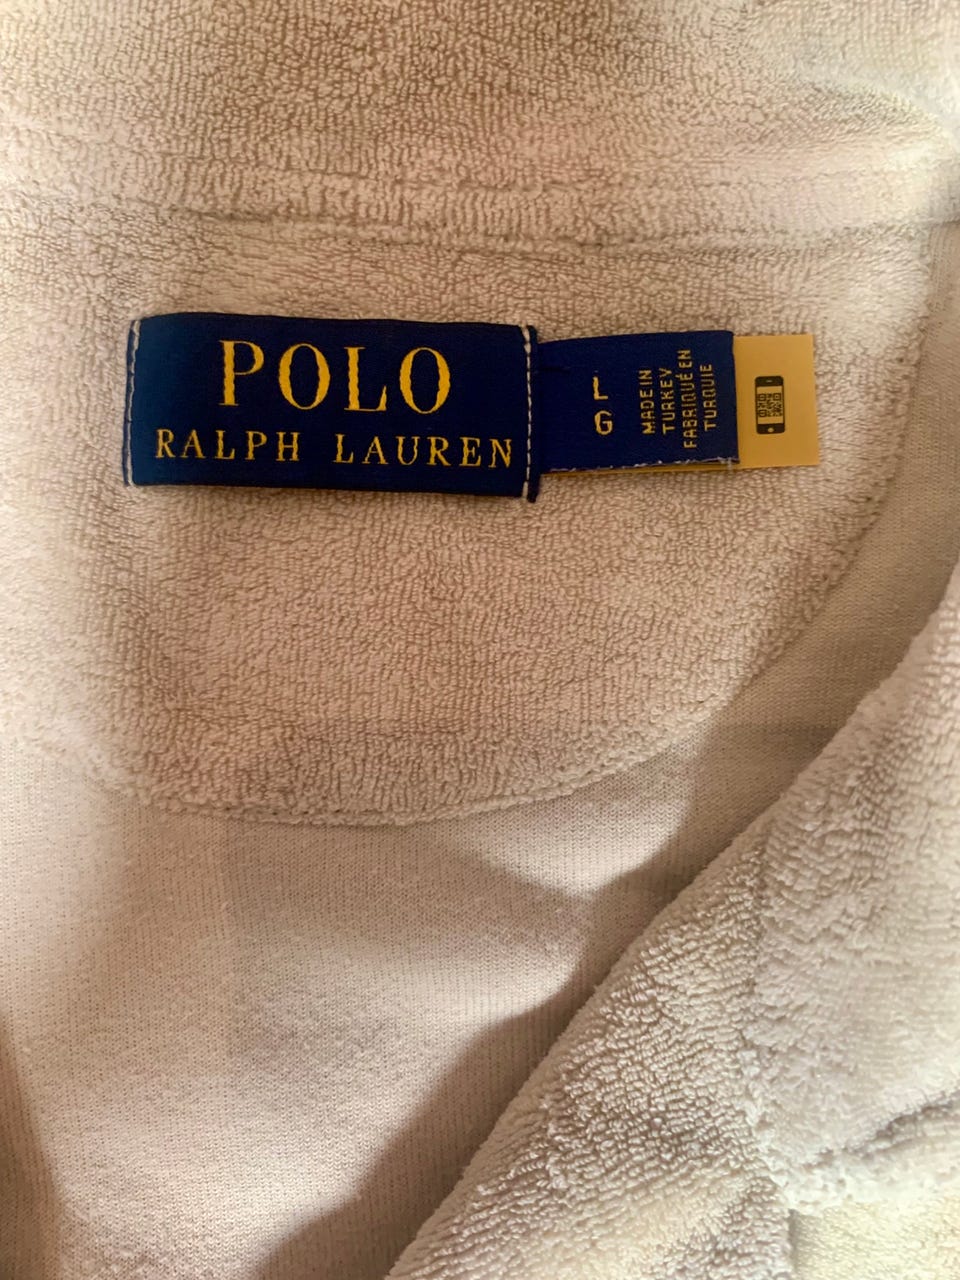 POLO
RALPH LAUREN
L
G
MADE IN
TURKEY
FABRIQUÉ EN
TURQUIE